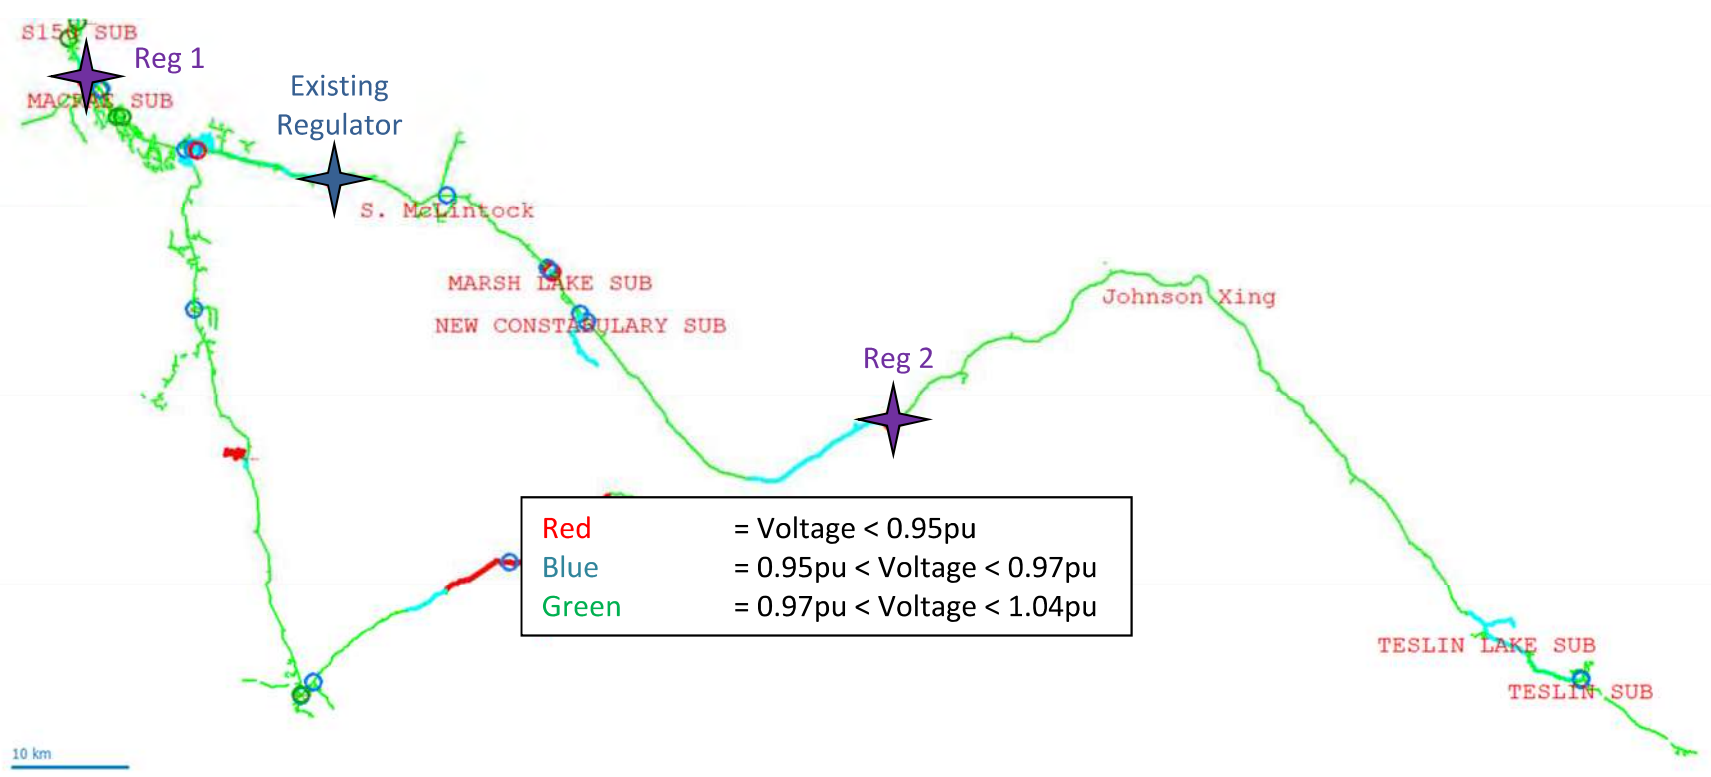 S150 SUB
Reg 1
MACRAE SUB
Existing
Regulator
S. McLintock
MARSH LAKE SUB
NEW CONSTABULARY SUB
Johnson Xing
Reg 2
Red = Voltage < 0.95pu
Blue = 0.95pu < Voltage < 0.97pu
Green = 0.97pu < Voltage < 1.04pu
TESLIN LAKE SUB
TESLIN SUB
10 km